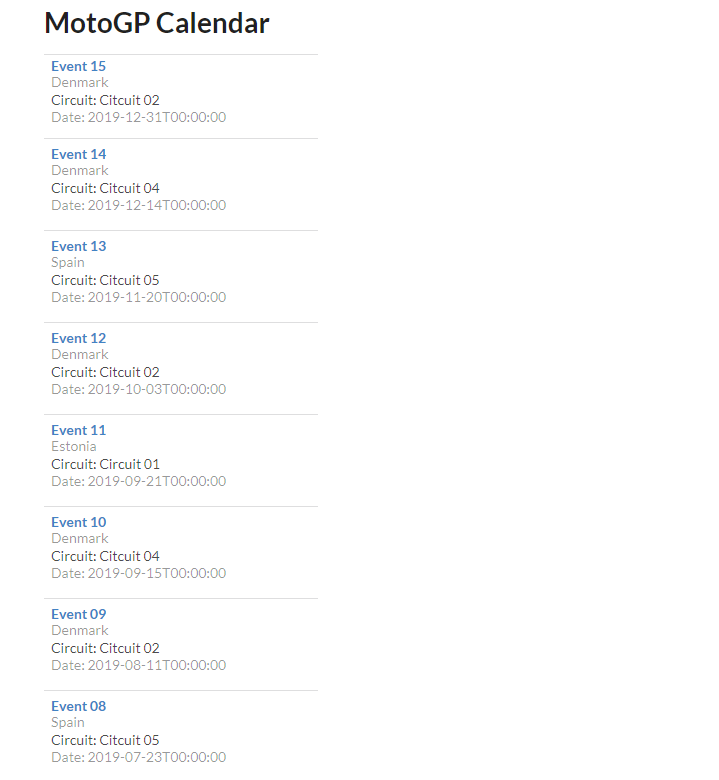 MotoGP Calendar
Event 15
Denmark
Circuit: Citcuit 02
Date: 2019-12-31T00:00:00
Event 14
Denmark
Circuit: Citcuit 04
Date: 2019-12-14T00:00:00
Event 13
Spain
Circuit: Citcuit 05
Date: 2019-11-20T00:00:00
Event 12
Denmark
Circuit: Citcuit 02
Date: 2019-10-03T00:00:00
Event 11
Estonia
Circuit: Circuit 01
Date: 2019-09-21T00:00:00
Event 10
Denmark
Circuit: Citcuit 04
Date: 2019-09-15T00:00:00
Event 09
Denmark
Circuit: Citcuit 02
Date: 2019-08-11T00:00:00
Event 08
Spain
Circuit: Citcuit 05
Date: 2019-07-23T00:00:00